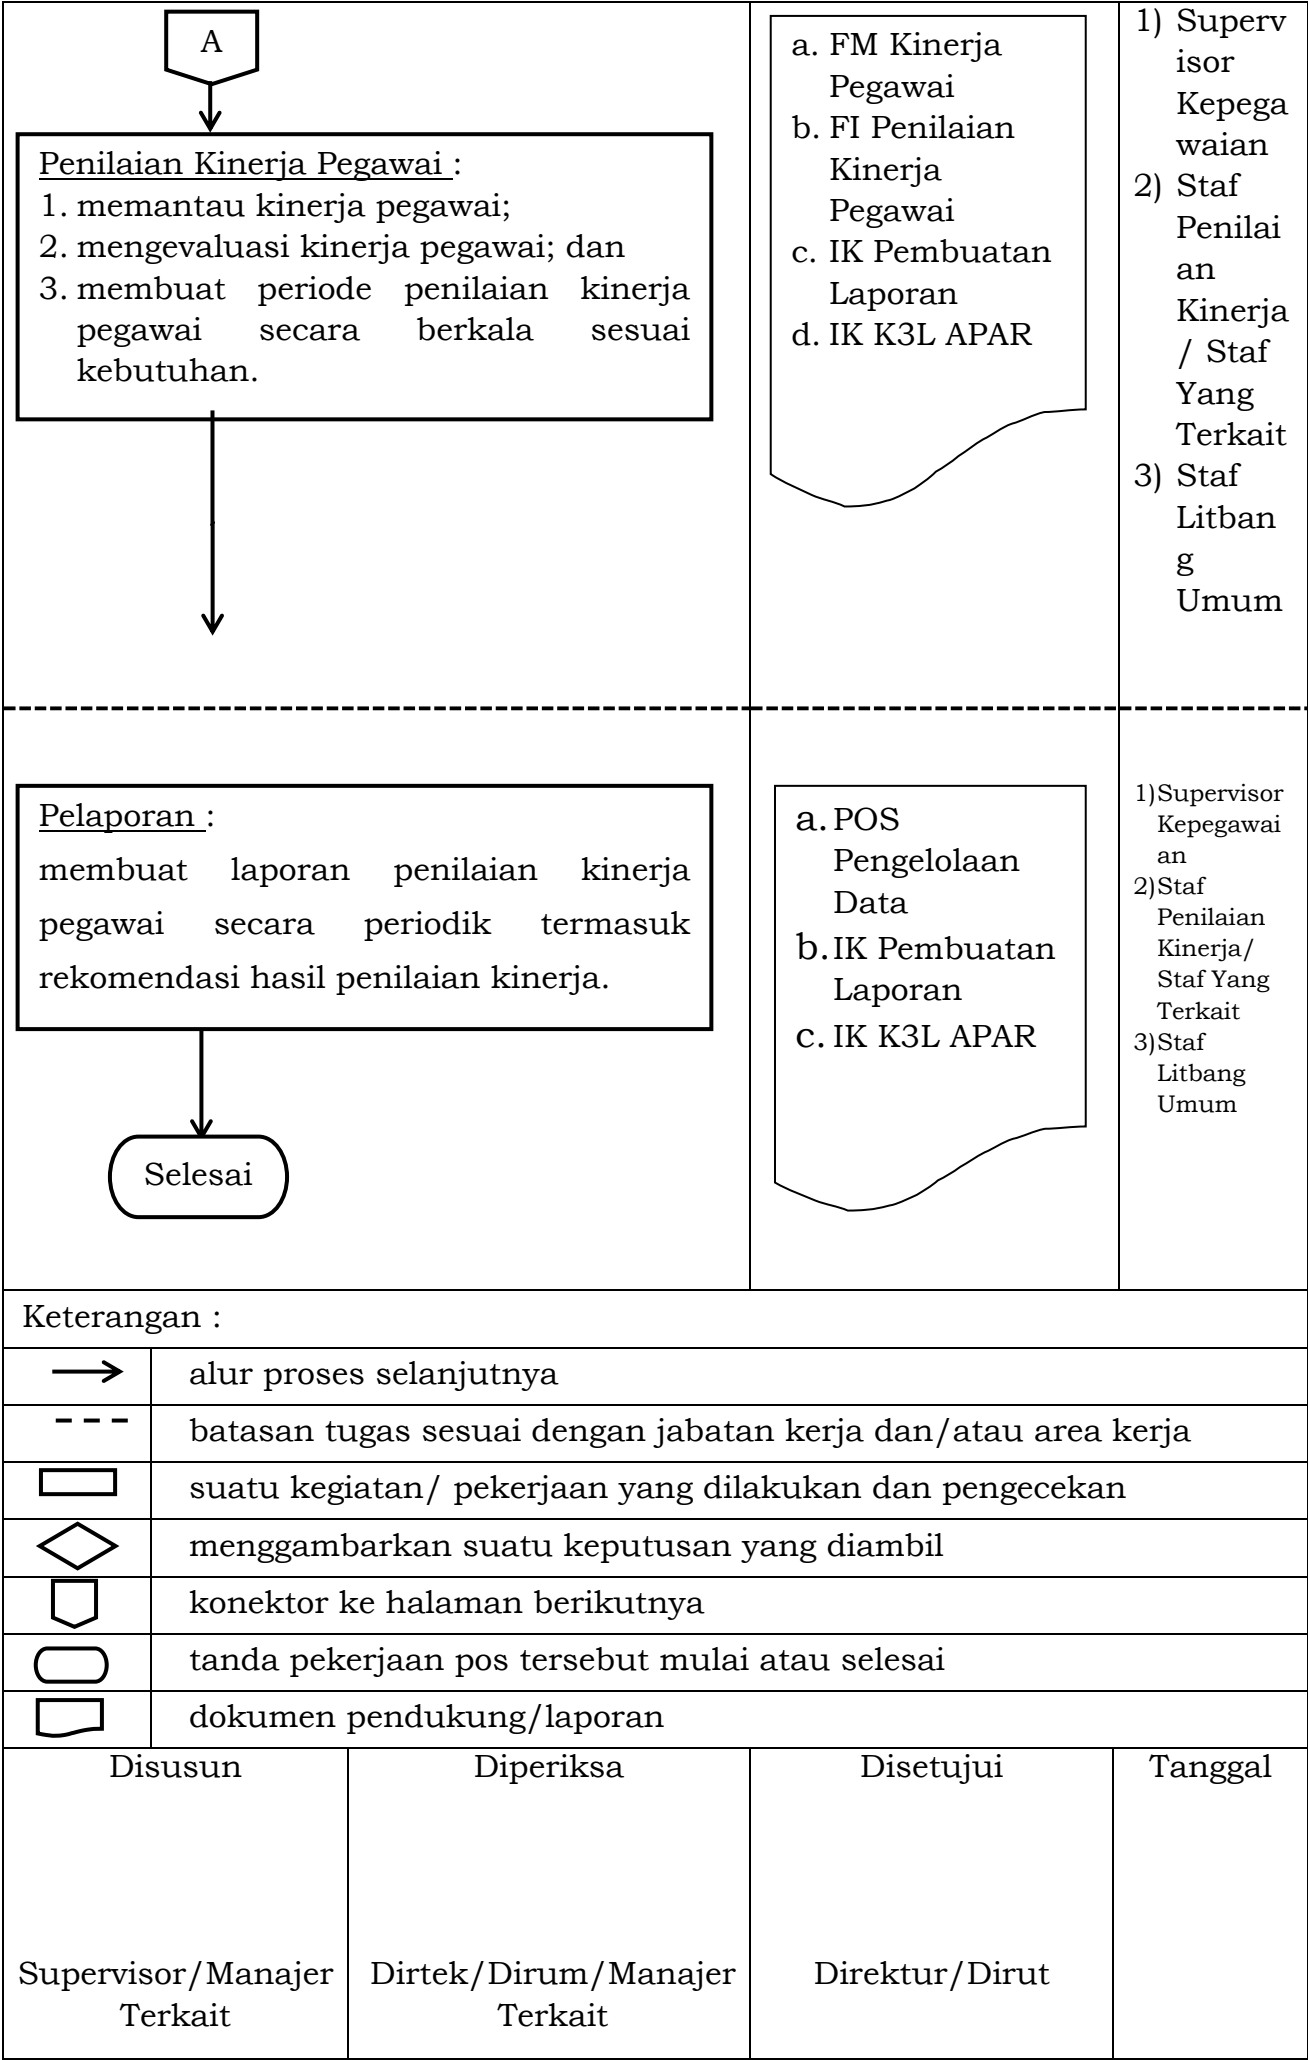 A
Penilaian Kinerja Pegawai :
1. memantau kinerja pegawai;
2. mengevaluasi kinerja pegawai; dan
3. membuat periode penilaian kinerja
pegawai secara berkala sesuai
kebutuhan.
a. FM Kinerja
Pegawai
b. FI Penilaian
Kinerja
Pegawai
c. IK Pembuatan
Laporan
d. IK K3L APAR
1) Superv
isor
Kepega
waian
2) Staf
Penilai
an
Kinerja
/ Staf
Yang
Terkait
3) Staf
Litban
g
Umum
Pelaporan :
membuat laporan penilaian kinerja
pegawai secara periodik termasuk
rekomendasi hasil penilaian kinerja.
Selesai
a. POS
Pengelolaan
Data
b. IK Pembuatan
Laporan
c. IK K3L APAR
1)Supervisor
Kepegawai
an
2)Staf
Penilaian
Kinerja/
Staf Yang
Terkait
3)Staf
Litbang
Umum
Keterangan :
alur proses selanjutnya
batasan tugas sesuai dengan jabatan kerja dan/atau area kerja
suatu kegiatan/ pekerjaan yang dilakukan dan pengecekan
menggambarkan suatu keputusan yang diambil
konektor ke halaman berikutnya
tanda pekerjaan pos tersebut mulai atau selesai
dokumen pendukung/laporan
Disusun
Supervisor/Manajer
Terkait
Diperiksa
Dirtek/Dirum/Manajer
Terkait
Disetujui
Direktur/Dirut
Tanggal